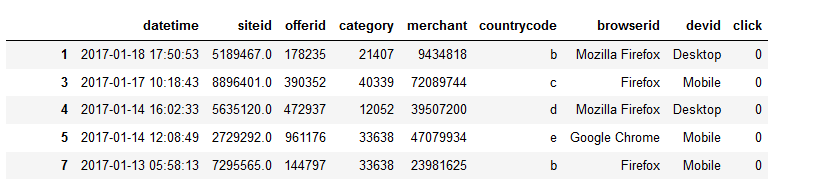 datetime siteid offerid category merchant countrycode browserid devid click
1 2017-01-18 17:50:53 5189467.0 178235 21407 9434818 b Mozilla Firefox Desktop 0
3 2017-01-17 10:18:43 8896401.0 390352 40339 72089744 c Firefox Mobile 0
4 2017-01-14 16:02:33 5635120.0 472937 12052 39507200 d Mozilla Firefox Desktop 0
5 2017-01-14 12:08:49 2729292.0 961176 33638 47079934 e Google Chrome Mobile 0
7 2017-01-13 05:58:13 7295565.0 144797 33638 23981625 b Firefox Mobile 0